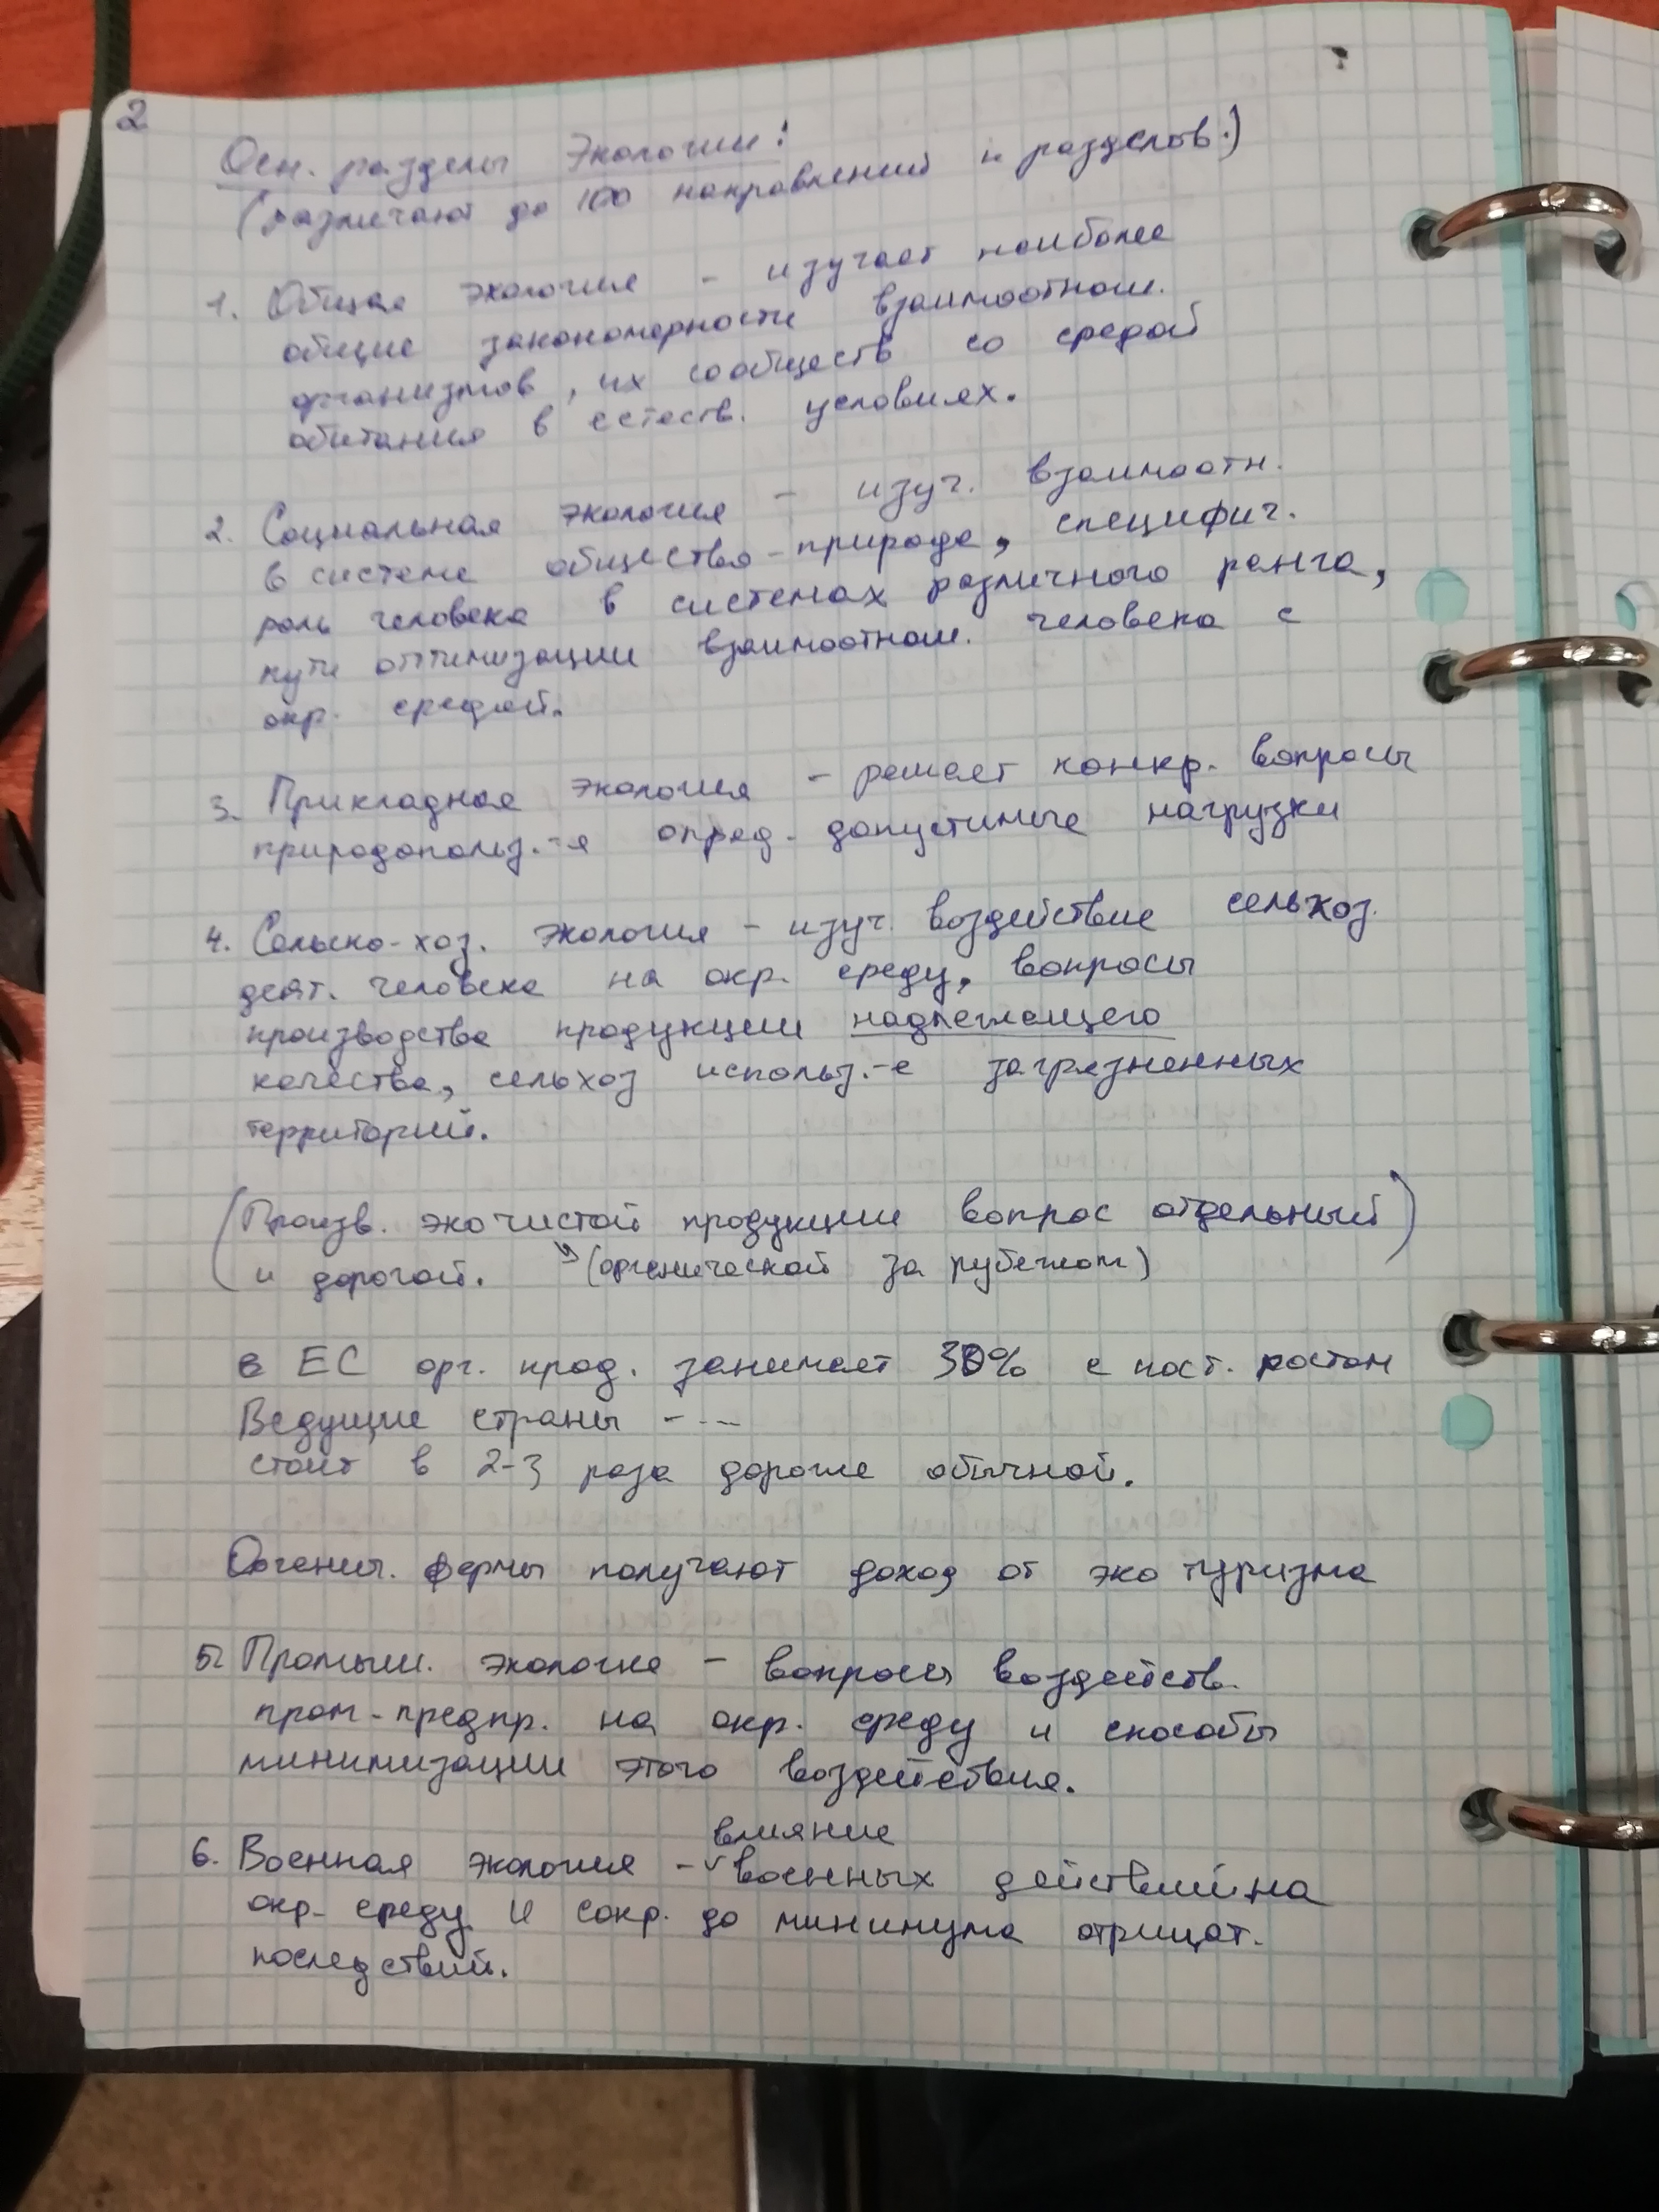 2
Осн. разделы Экологии:
(различают до 100 направлений и разделов.)
1. Общая экология - изучает наиболее
общие закономерности взаимоотнош.
организмов, их сообществ со средой
обитания в естеств. условиях.
2. Социальная экология - изуч. взаимоотн.
в системе общество-природа, специфич.
роль человека в системах различного ранга,
пути оптимизации взаимоотнош. человека с
окр. средой.
3. Прикладная экология - решает конкр. вопросы
природопольз.-я опред. допустимые нагрузки
4. Сельско-хоз. экология - изуч. воздействие сельхоз.
деят. человека на окр. среду, вопросы
производства продукции надлежащего
качества, сельхоз использ.-е загрязненных
территорий.
(Произв. экочистой продукции вопрос отдельный)
и дорогой. (органической за рубежом)
в ЕС орг. прод. занимает 30% с пост. ростом
Ведущие страны - --
стоит в 2-3 раза дороже обычной.
Органич. фермы получают доход от эко туризма
5. Промыш. экология - вопросы воздейств.
пром-предпр. на окр. среду и способы
минимизации этого воздействия.
влияние
6. Военная экология - военных действий на
окр. среду и сокр. до минимума отрицат.
последствий.